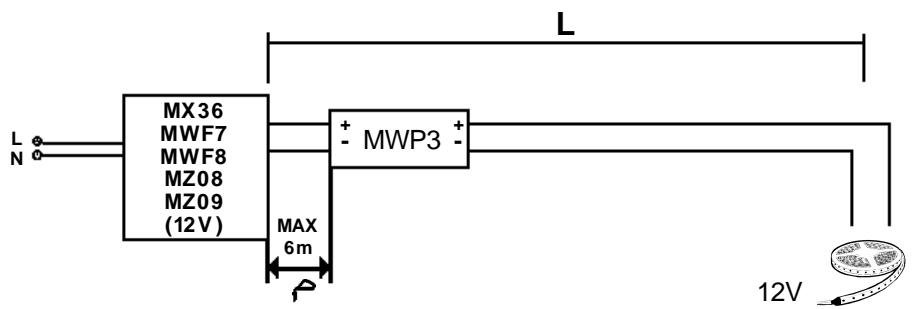 L
L
N
MX36
MWF7
MWF8
MZ08
MZ09
(12V)
+ +
- MWP3 -
MAX
6m
12V